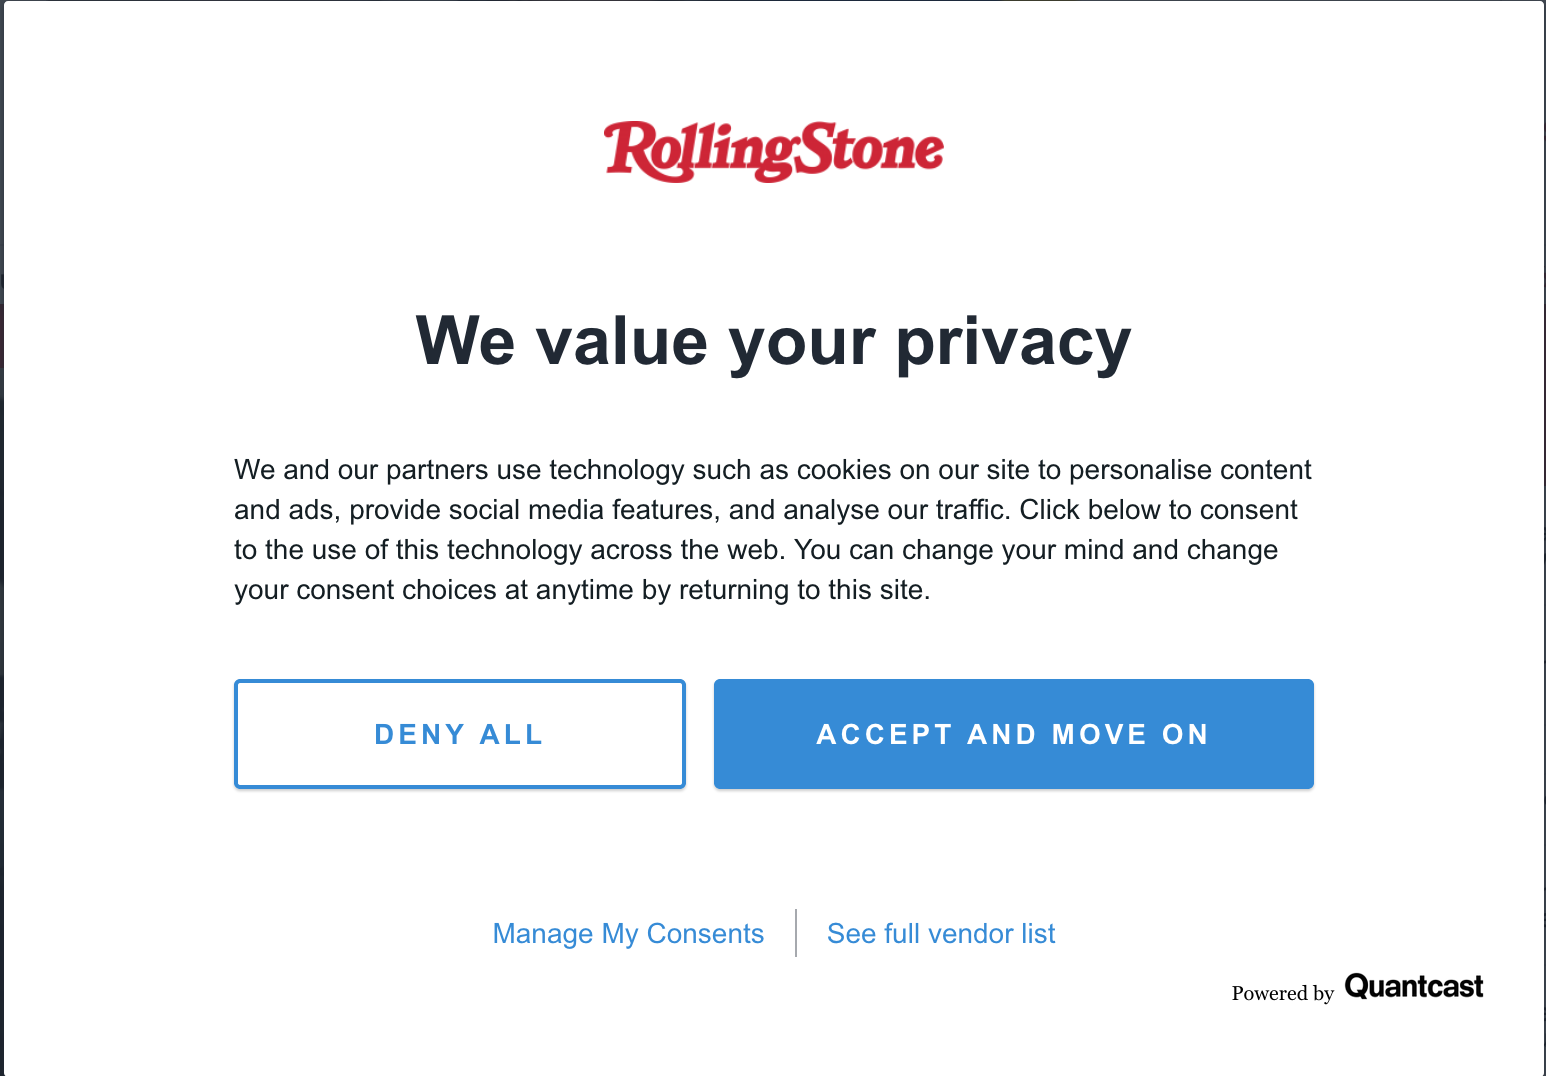 RollingStone
We value your privacy
We and our partners use technology such as cookies on our site to personalise content
and ads, provide social media features, and analyse our traffic. Click below to consent
to the use of this technology across the web. You can change your mind and change
your consent choices at anytime by returning to this site.
DENY ALL
ACCEPT AND MOVE ON
Manage My Consents
See full vendor list
Powered by Quantcast